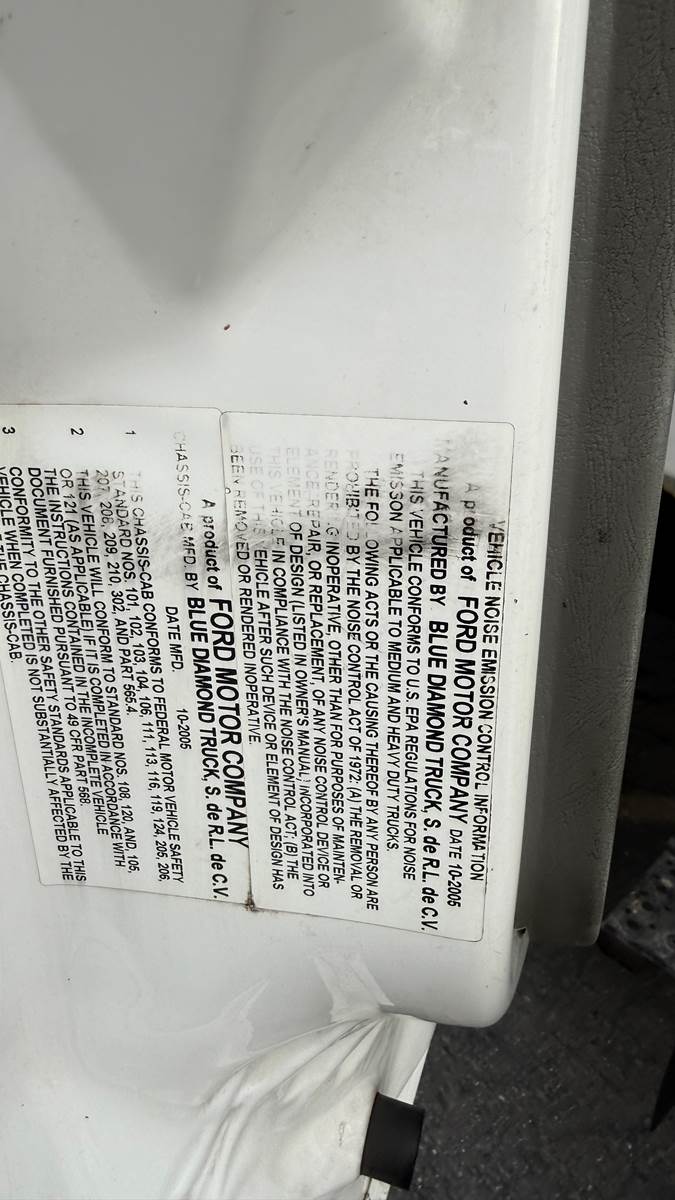 VEHICLE NOISE EMISSION CONTROL INFORMATION
A product of FORD MOTOR COMPANY DATE 10-2005
MANUFACTURED BY BLUE DIAMOND TRUCK, S. de R.L. de C.V.
THIS VEHICLE CONFORMS TO U.S. EPA REGULATIONS FOR NOISE
EMISSON APPLICABLE TO MEDIUM AND HEAVY DUTY TRUCKS.
THE FOLLOWING ACTS OR THE CAUSING THEREOF BY ANY PERSON ARE
PROHIBITED BY THE NOISE CONTROL ACT OF 1972: (A) THE REMOVAL OR
RENDERING INOPERATIVE, OTHER THAN FOR PURPOSES OF MAINTEN-
ANCE REPAIR, OR REPLACEMENT, OF ANY NOISE CONTROL DEVICE OR
ELEMENT OF DESIGN (LISTED IN OWNER'S MANUAL) INCORPORATED INTO
THIS VEHICLE IN COMPLIANCE WITH THE NOISE CONTROL ACT; (B) THE
USE OF THIS VEHICLE AFTER SUCH DEVICE OR ELEMENT OF DESIGN HAS
BEEN REMOVED OR RENDERED INOPERATIVE.
A product of FORD MOTOR COMPANY
CHASSIS-CAB MFD. BY BLUE DIAMOND TRUCK, S. de R.L. de C.V.
DATE MFD. 10-2005
1 THIS CHASSIS-CAB CONFORMS TO FEDERAL MOTOR VEHICLE SAFETY
STANDARD NOS. 101, 102, 103, 104, 106, 111, 113, 116, 119, 124, 205, 206,
207, 208, 209, 210, 302, AND PART 565.4.
2 THIS VEHICLE WILL CONFORM TO STANDARD NOS. 108, 120, AND, 105,
OR 121 (AS APPLICABLE) IF IT IS COMPLETED IN ACCORDANCE WITH
THE INSTRUCTIONS CONTAINED IN THE INCOMPLETE VEHICLE
DOCUMENT FURNISHED PURSUANT TO 49 CFR PART 568.
3 CONFORMITY TO THE OTHER SAFETY STANDARDS APPLICABLE TO THIS
VEHICLE WHEN COMPLETED IS NOT SUBSTANTIALLY AFFECTED BY THE
THE CHASSIS-CAB.